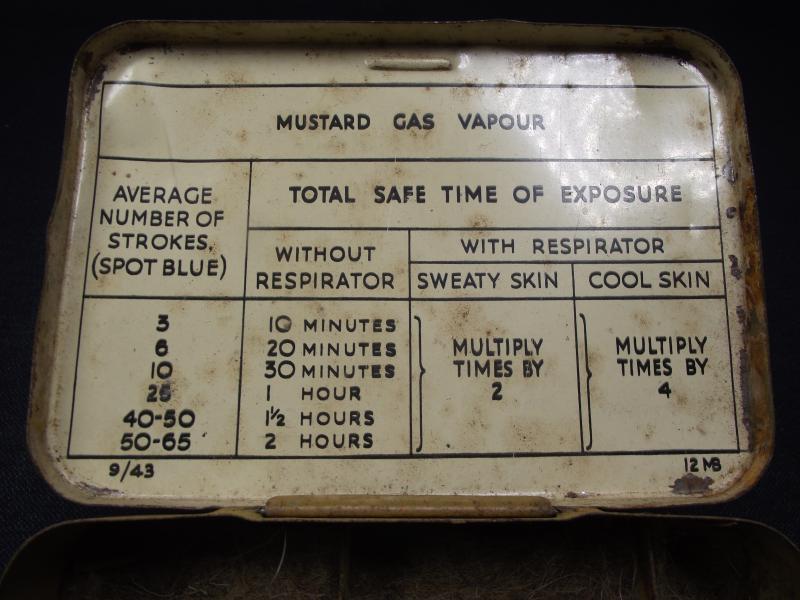 MUSTARD GAS VAPOUR
AVERAGE
NUMBER OF
STROKES,
(SPOT BLUE)
TOTAL SAFE TIME OF EXPOSURE
WITHOUT
RESPIRATOR
WITH RESPIRATOR
SWEATY SKIN
COOL SKIN
3 10 MINUTES
6 20 MINUTES
10 30 MINUTES
25 1 HOUR
40-50 1½ HOURS
50-65 2 HOURS
MULTIPLY
TIMES BY
2
MULTIPLY
TIMES BY
4
9/43
12 MB